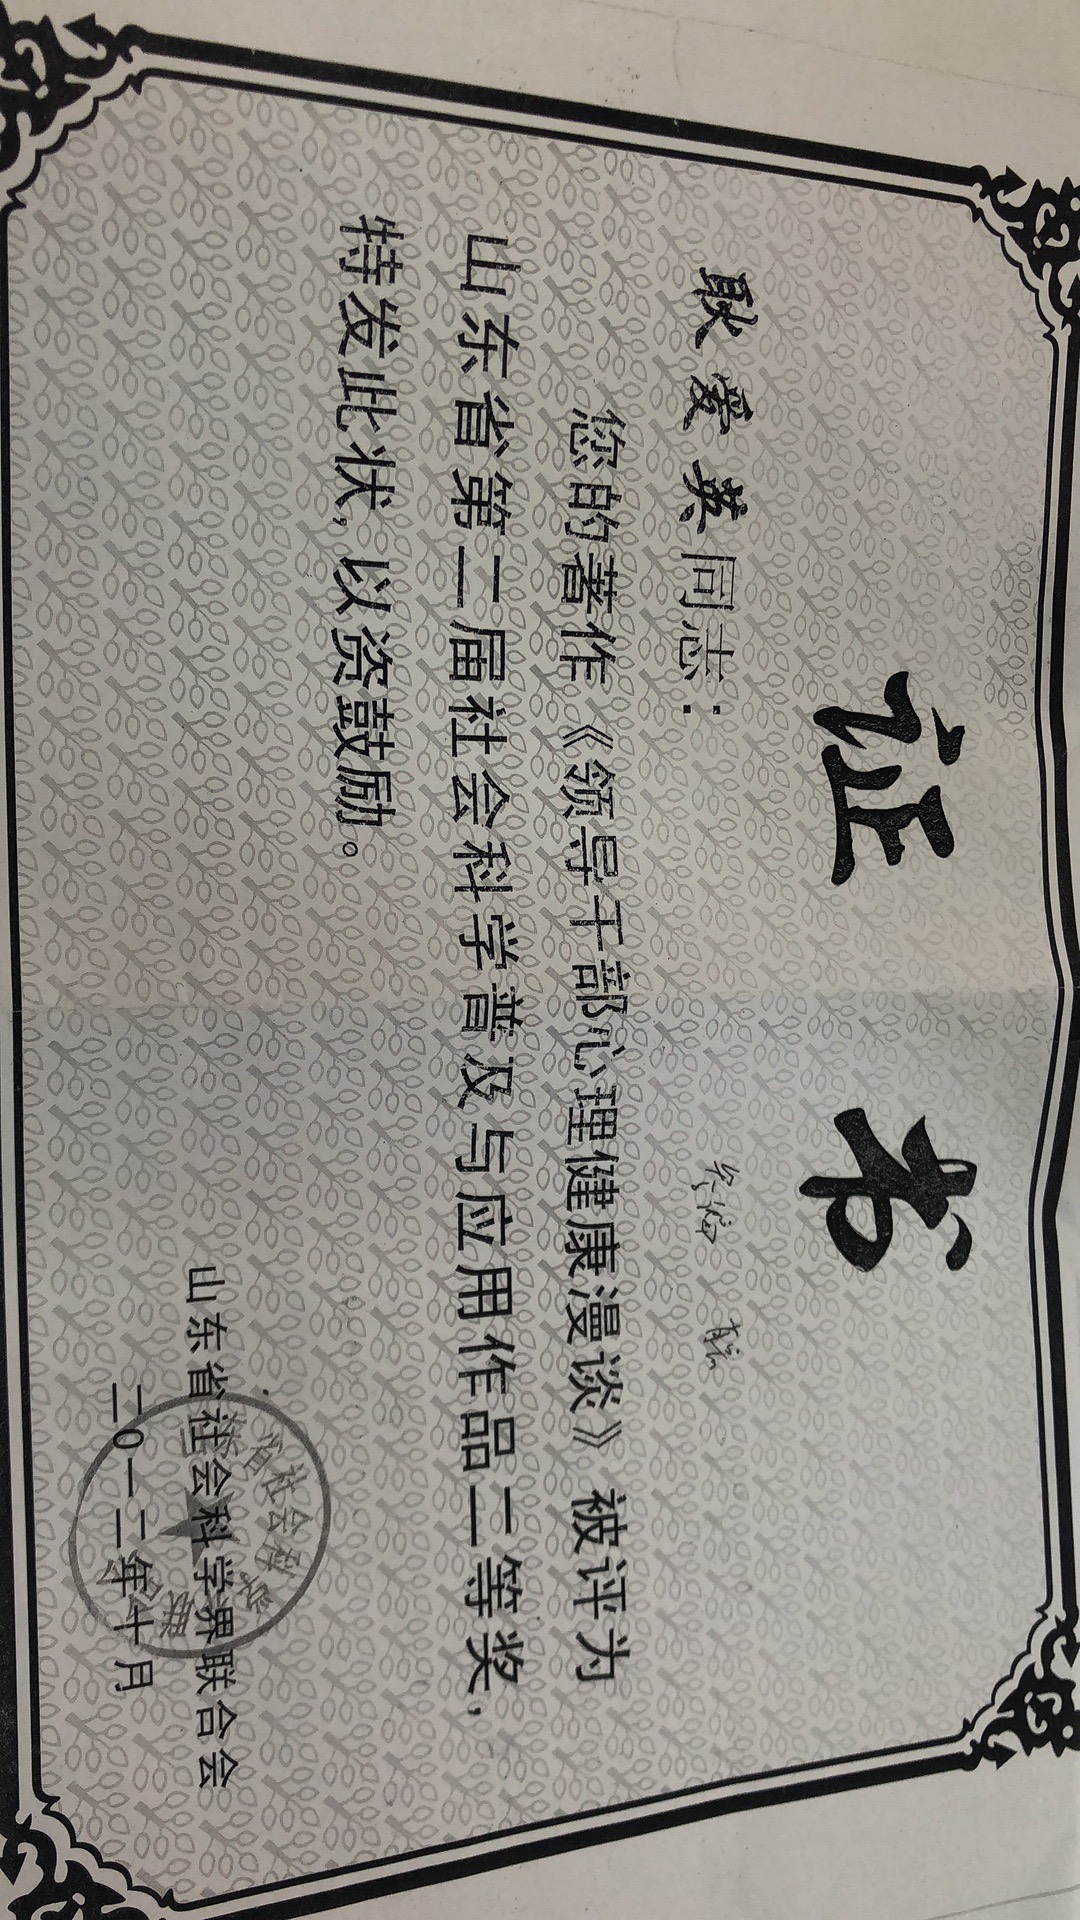 证书
耿爱英同志：
您的著作《领导干部心理健康漫谈》被评为
山东省第二届社会科学普及与应用作品二等奖，
特发此状，以资鼓励。
山东省社会科学界联合会
二0一二年十月